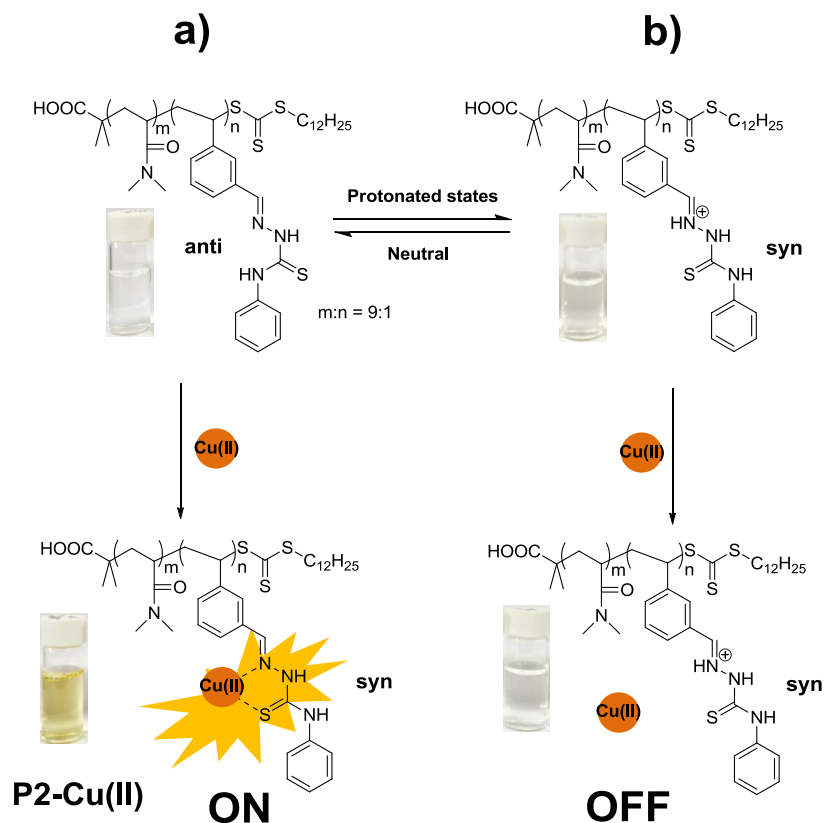 a)
b)
HOOC
m
n
S
S
C12H25
S
O
N
N
NH
HN
S
anti
m:n = 9:1
Protonated states
Neutral
HOOC
m
n
S
S
C12H25
S
O
N
NH
⊕
NH
S
NH
syn
Cu(II)
Cu(II)
HOOC
m
n
S
S
C12H25
S
O
N
N
NH
Cu(II)
S
NH
syn
P2-Cu(II)
ON
HOOC
m
n
S
S
C12H25
S
O
N
NH
⊕
NH
S
NH
syn
Cu(II)
OFF